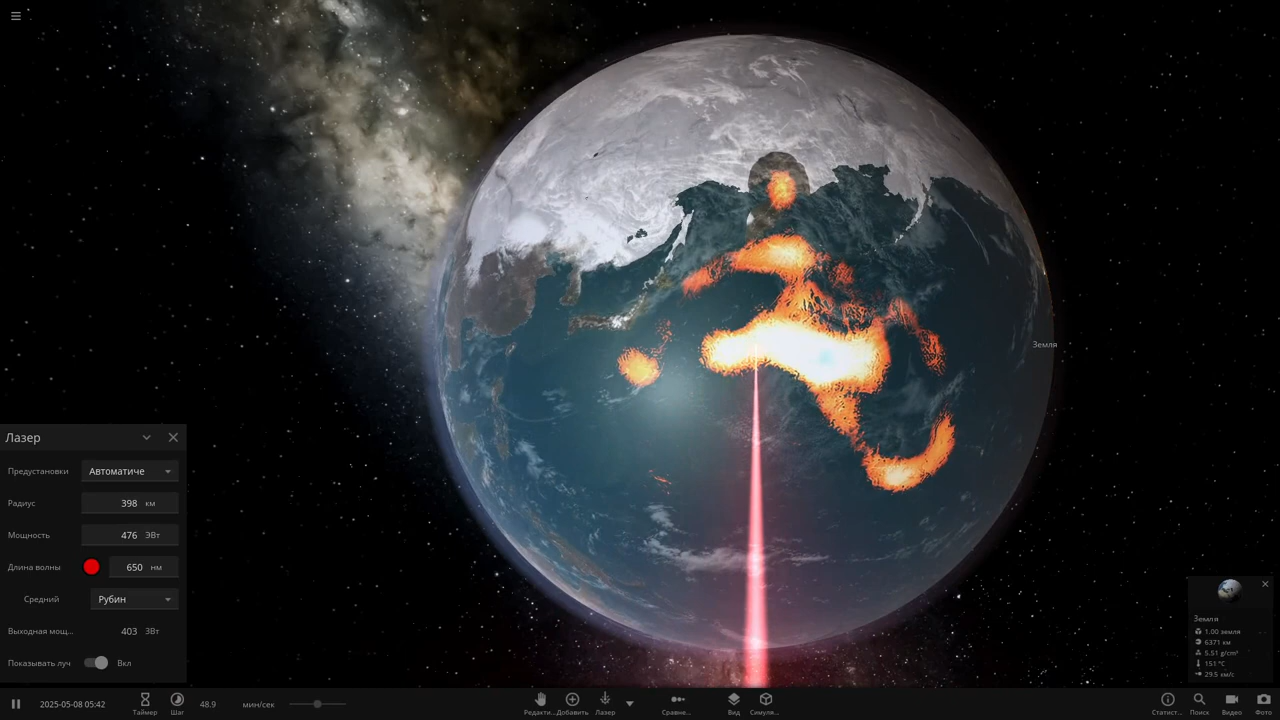 Земля
Лазер
Предустановки Автоматиче
Радиус 398 км
Мощность 476 ЭВт
Длина волны 650 нм
Средний Рубин
Выходная мощ... 403 ЗВт
Показывать луч Вкл
Земля
1.00 земля
6371 км
5.51 g/cm³
151 °C
29.5 км/с
2025-05-08 05:42
Таймер
Шаг
48.9 мин/сек
Редакти...
Добавить
Лазер
Сравне...
Вид
Симуля...
Статист...
Поиск
Видео
Фото